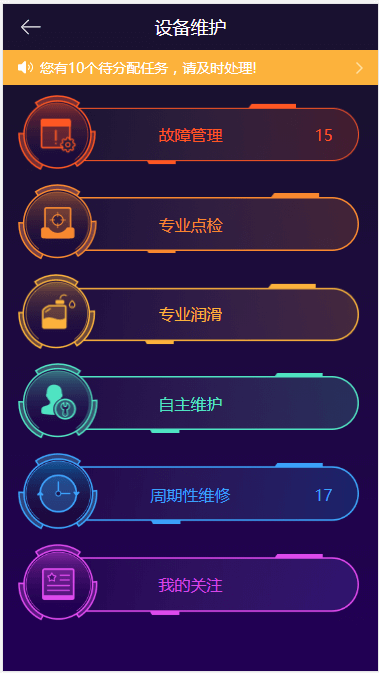 设备维护
您有10个待分配任务，请及时处理!
故障管理 15
专业点检
专业润滑
自主维护
周期性维修 17
我的关注